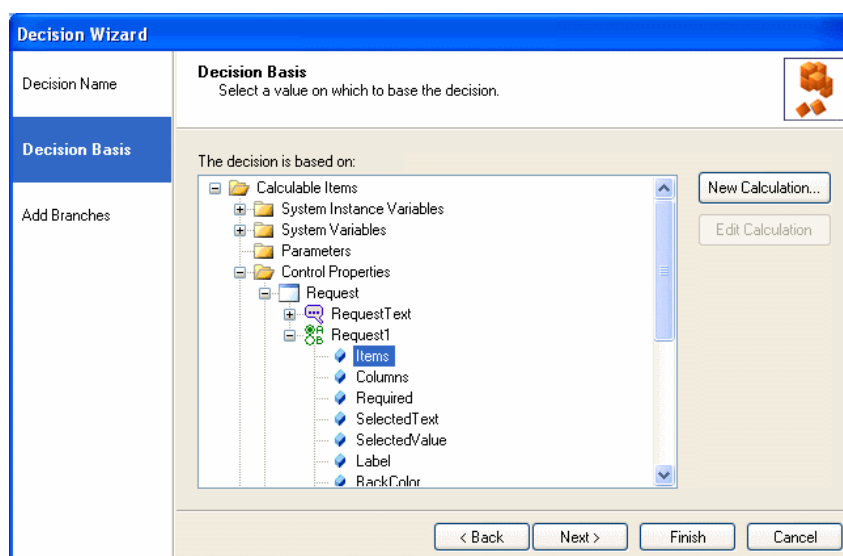 Decision Wizard
Decision Name
Decision Basis
Add Branches
Decision Basis
Select a value on which to base the decision.
The decision is based on:
Calculable Items
System Instance Variables
System Variables
Parameters
Control Properties
Request
RequestText
Request1
Items
Columns
Required
SelectedText
SelectedValue
Label
BackColor
New Calculation...
Edit Calculation
< Back
Next >
Finish
Cancel